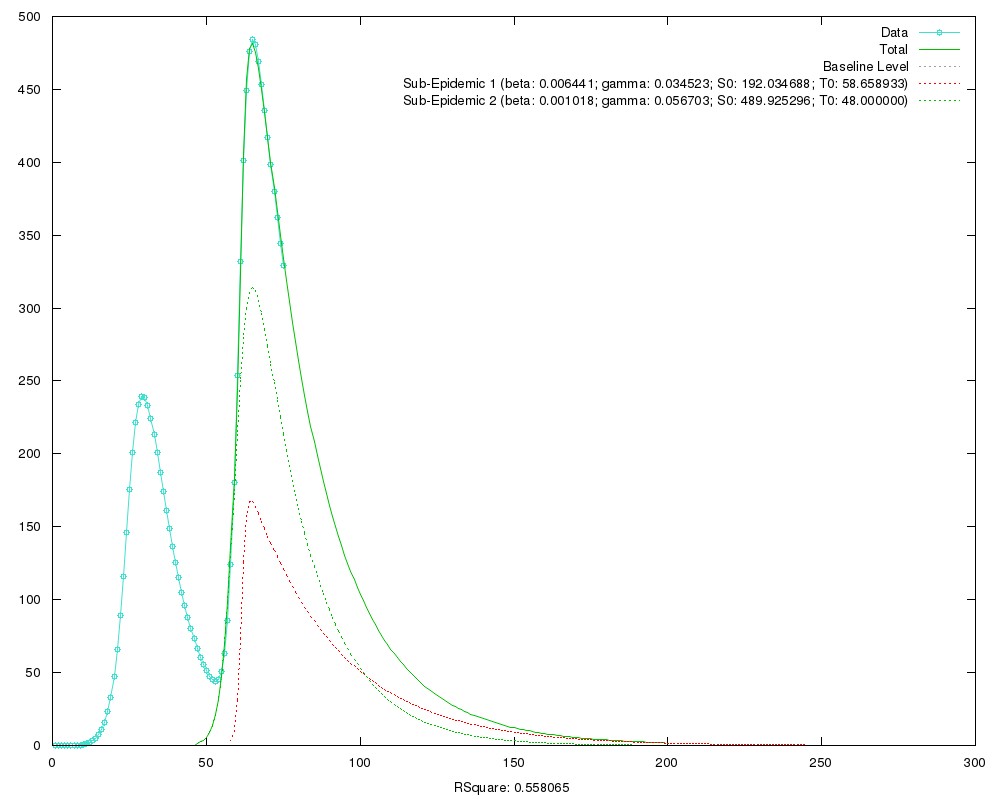 500
450
400
350
300
250
200
150
100
50
0
0 50 100 150 200 250 300
Data
Total
Baseline Level
Sub-Epidemic 1 (beta: 0.006441; gamma: 0.034523; S0: 192.034688; T0: 58.658933)
Sub-Epidemic 2 (beta: 0.001018; gamma: 0.056703; S0: 489.925296; T0: 48.000000)
RSquare: 0.558065